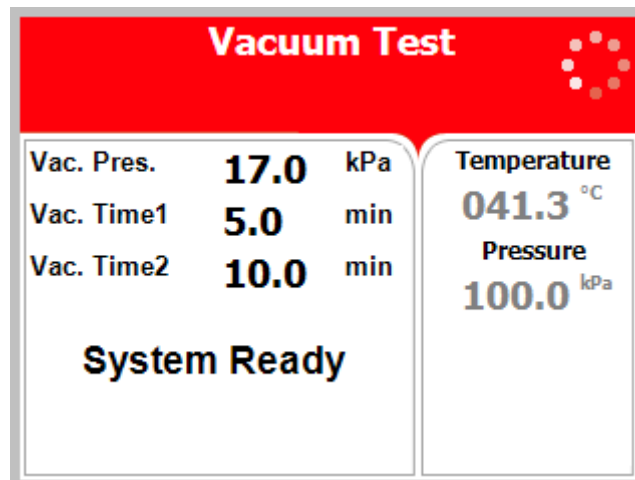 Vacuum Test
Vac. Pres. 17.0 kPa
Vac. Time1 5.0 min
Vac. Time2 10.0 min
System Ready
Temperature
041.3 °C
Pressure
100.0 kPa